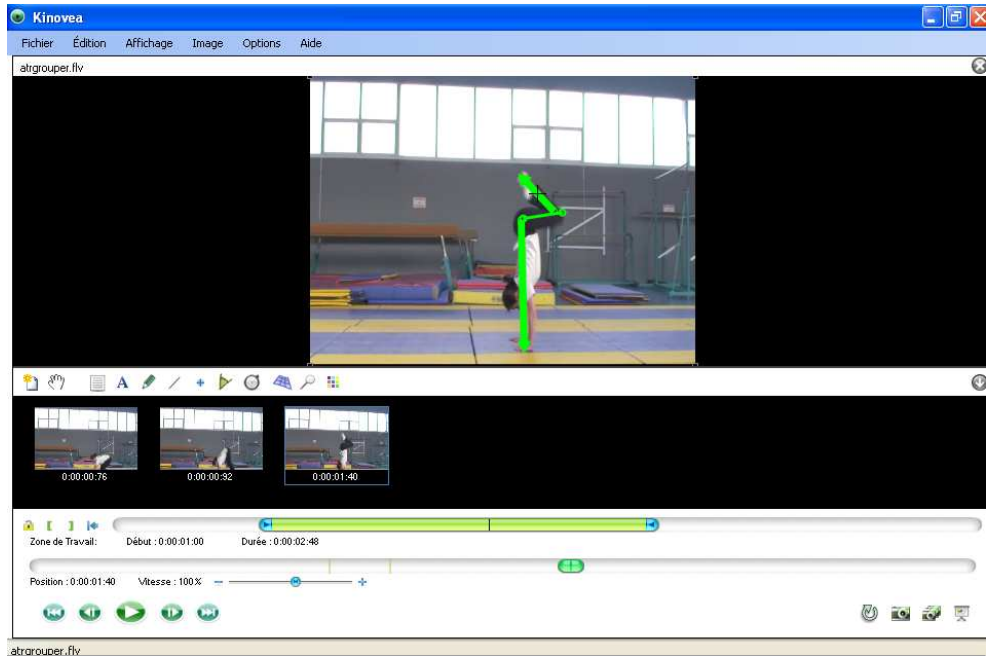 Kinovea
Fichier Édition Affichage Image Options Aide
atrgrouper.flv
A
0:00:00:76 0:00:00:92 0:00:01:40
Zone de Travail : Début : 0:00:01:00 Durée : 0:00:02:48
Position : 0:00:01:40 Vitesse : 100%
atrgrouper.flv